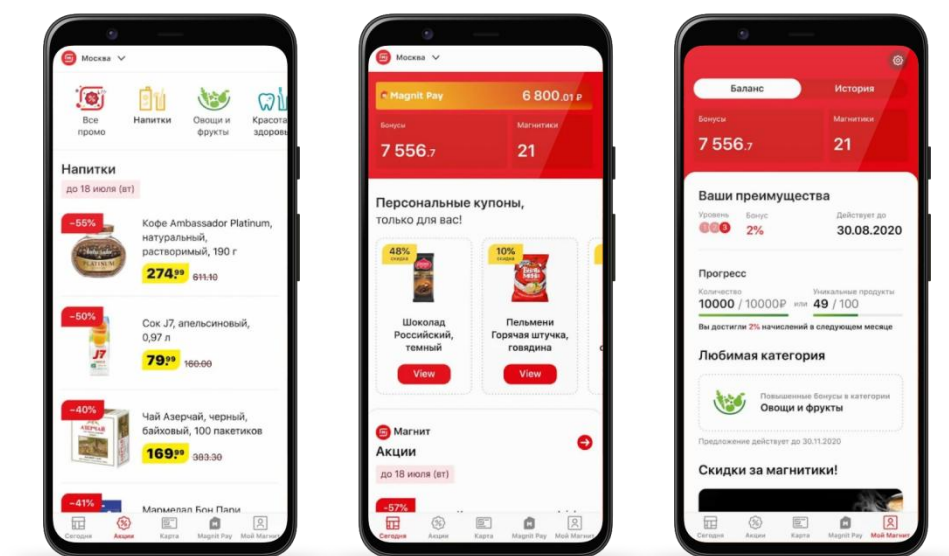 Москва
Все
промо
Напитки
Овощи и
фрукты
Красота
здоровь
Напитки
до 18 июля (вт)
-55%
Кофе Ambassador Platinum,
натуральный,
растворимый, 190 г
274.99 611.10
-50%
Сок J7, апельсиновый,
0,97 л
J7
79.99 160.00
-40%
АЗЕРЧАЙ
Чай Азерчай, черный,
байховый, 100 пакетиков
169.99 383.30
-41%
Мармелад Бон Пари
Сегодня
Акции
Карта
Magnit Pay
Мой Магнит
Москва
Magnit Pay
6 800.01 ₽
Бонусы
7 556.7
Магнитики
21
Персональные купоны,
только для вас!
48%
скидка
Шоколад
Российский,
темный
View
10%
скидка
Пельмени
Горячая штучка,
говядина
View
Магнит
Акции
до 18 июля (вт)
-57%
Сегодня
Акции
Карта
Magnit Pay
Мой Магнит
Баланс
История
Бонусы
7 556.7
Магнитики
21
Ваши преимущества
Уровень
3
Бонус
2%
Действует до
30.08.2020
Прогресс
Количество
10000 / 10000₽
или
Уникальные продукты
49 / 100
Вы достигли 2% начислений в следующем месяце
Любимая категория
Повышенные бонусы в категории
Овощи и фрукты
Предложение действует до 30.11.2020
Скидки за магнитики!
Сегодня
Акции
Карта
Magnit Pay
Мой Магнит